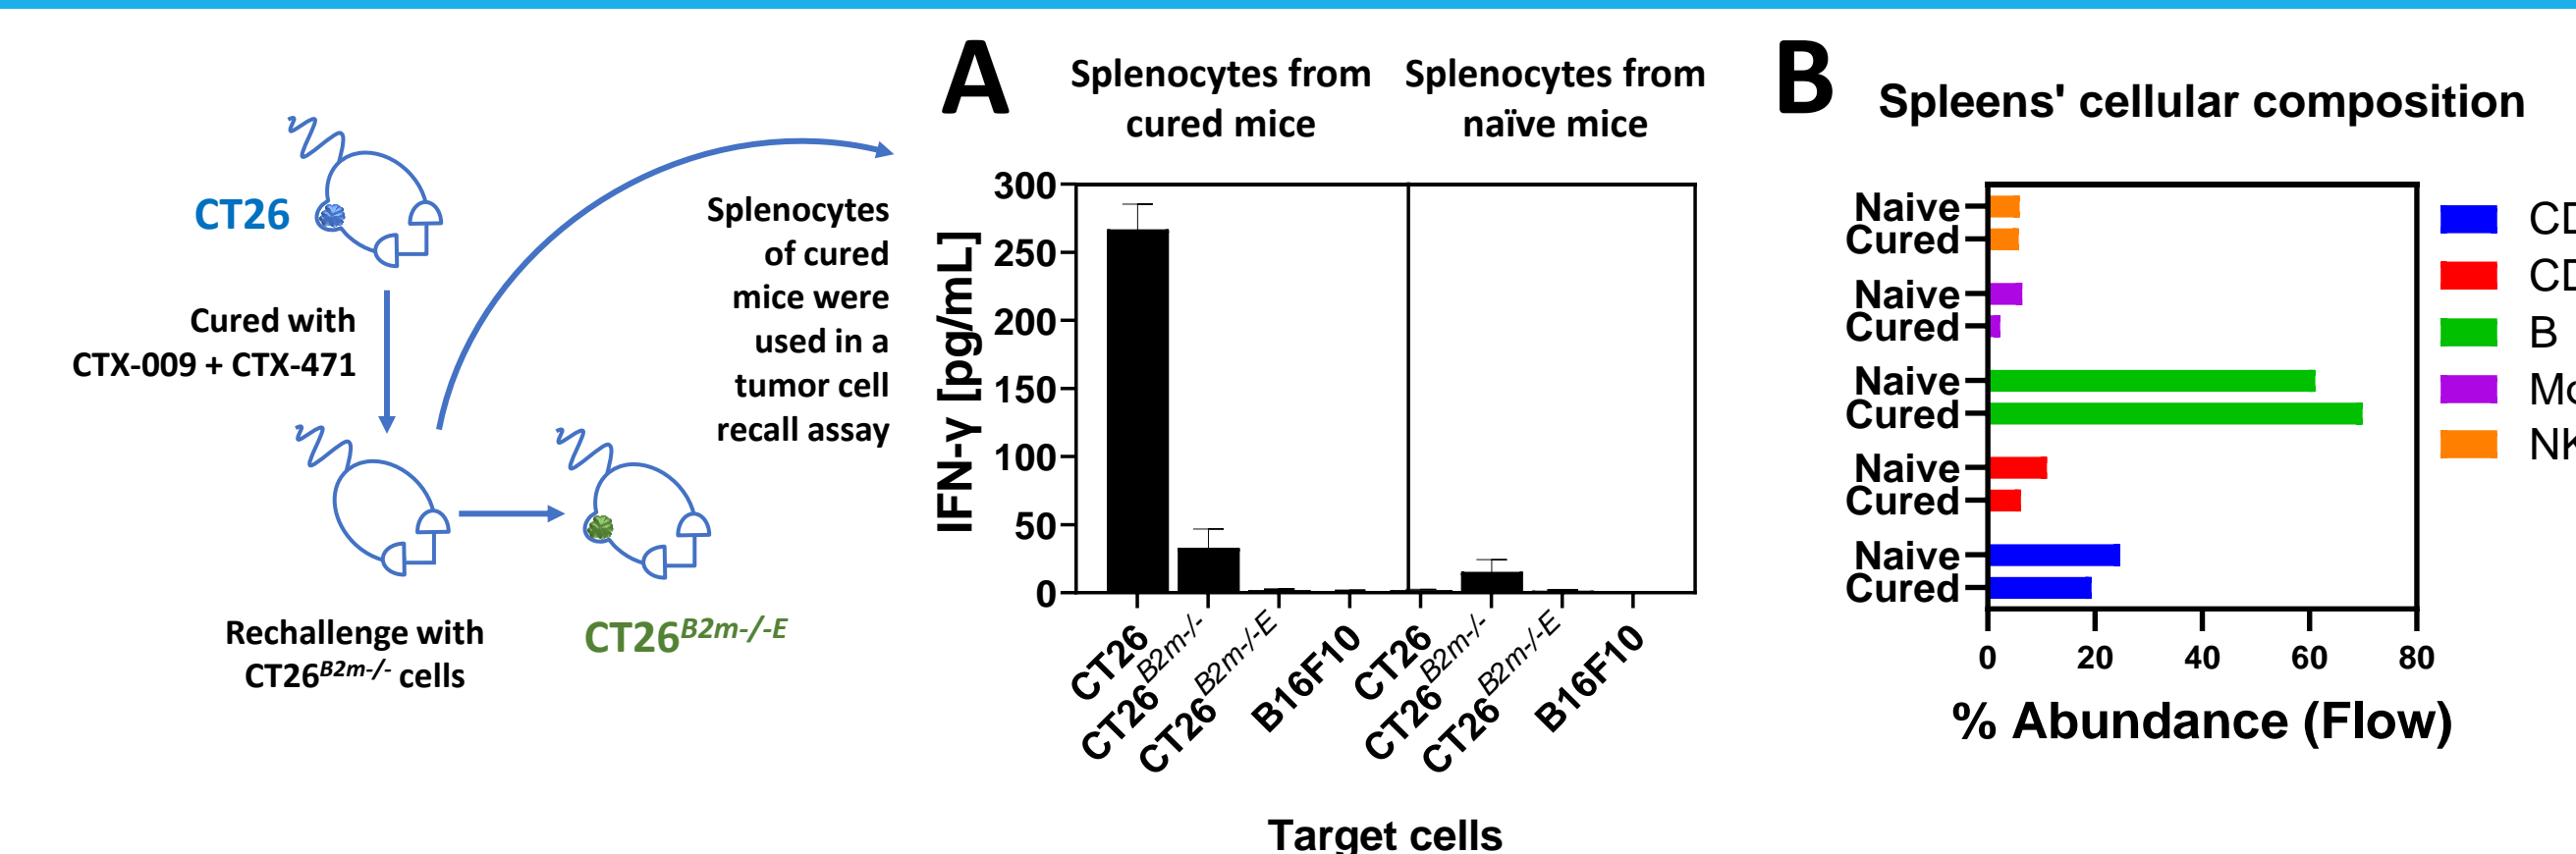 CT26
Cured with
CTX-009 + CTX-471
Rechallenge with
CT26B2m-/- cells
CT26B2m-/-E
Splenocytes
of cured
mice were
used in a
tumor cell
recall assay
A
Splenocytes from
cured mice
Splenocytes from
naïve mice
IFN-γ [pg/mL]
300
250
200
150
100
50
0
CT26
CT26B2m-/-
CT26B2m-/-E
B16F10
CT26
CT26B2m-/-
CT26B2m-/-E
B16F10
Target cells
B
Spleens' cellular composition
Naive
Cured
Naive
Cured
Naive
Cured
Naive
Cured
Naive
Cured
0 20 40 60 80
% Abundance (Flow)
B